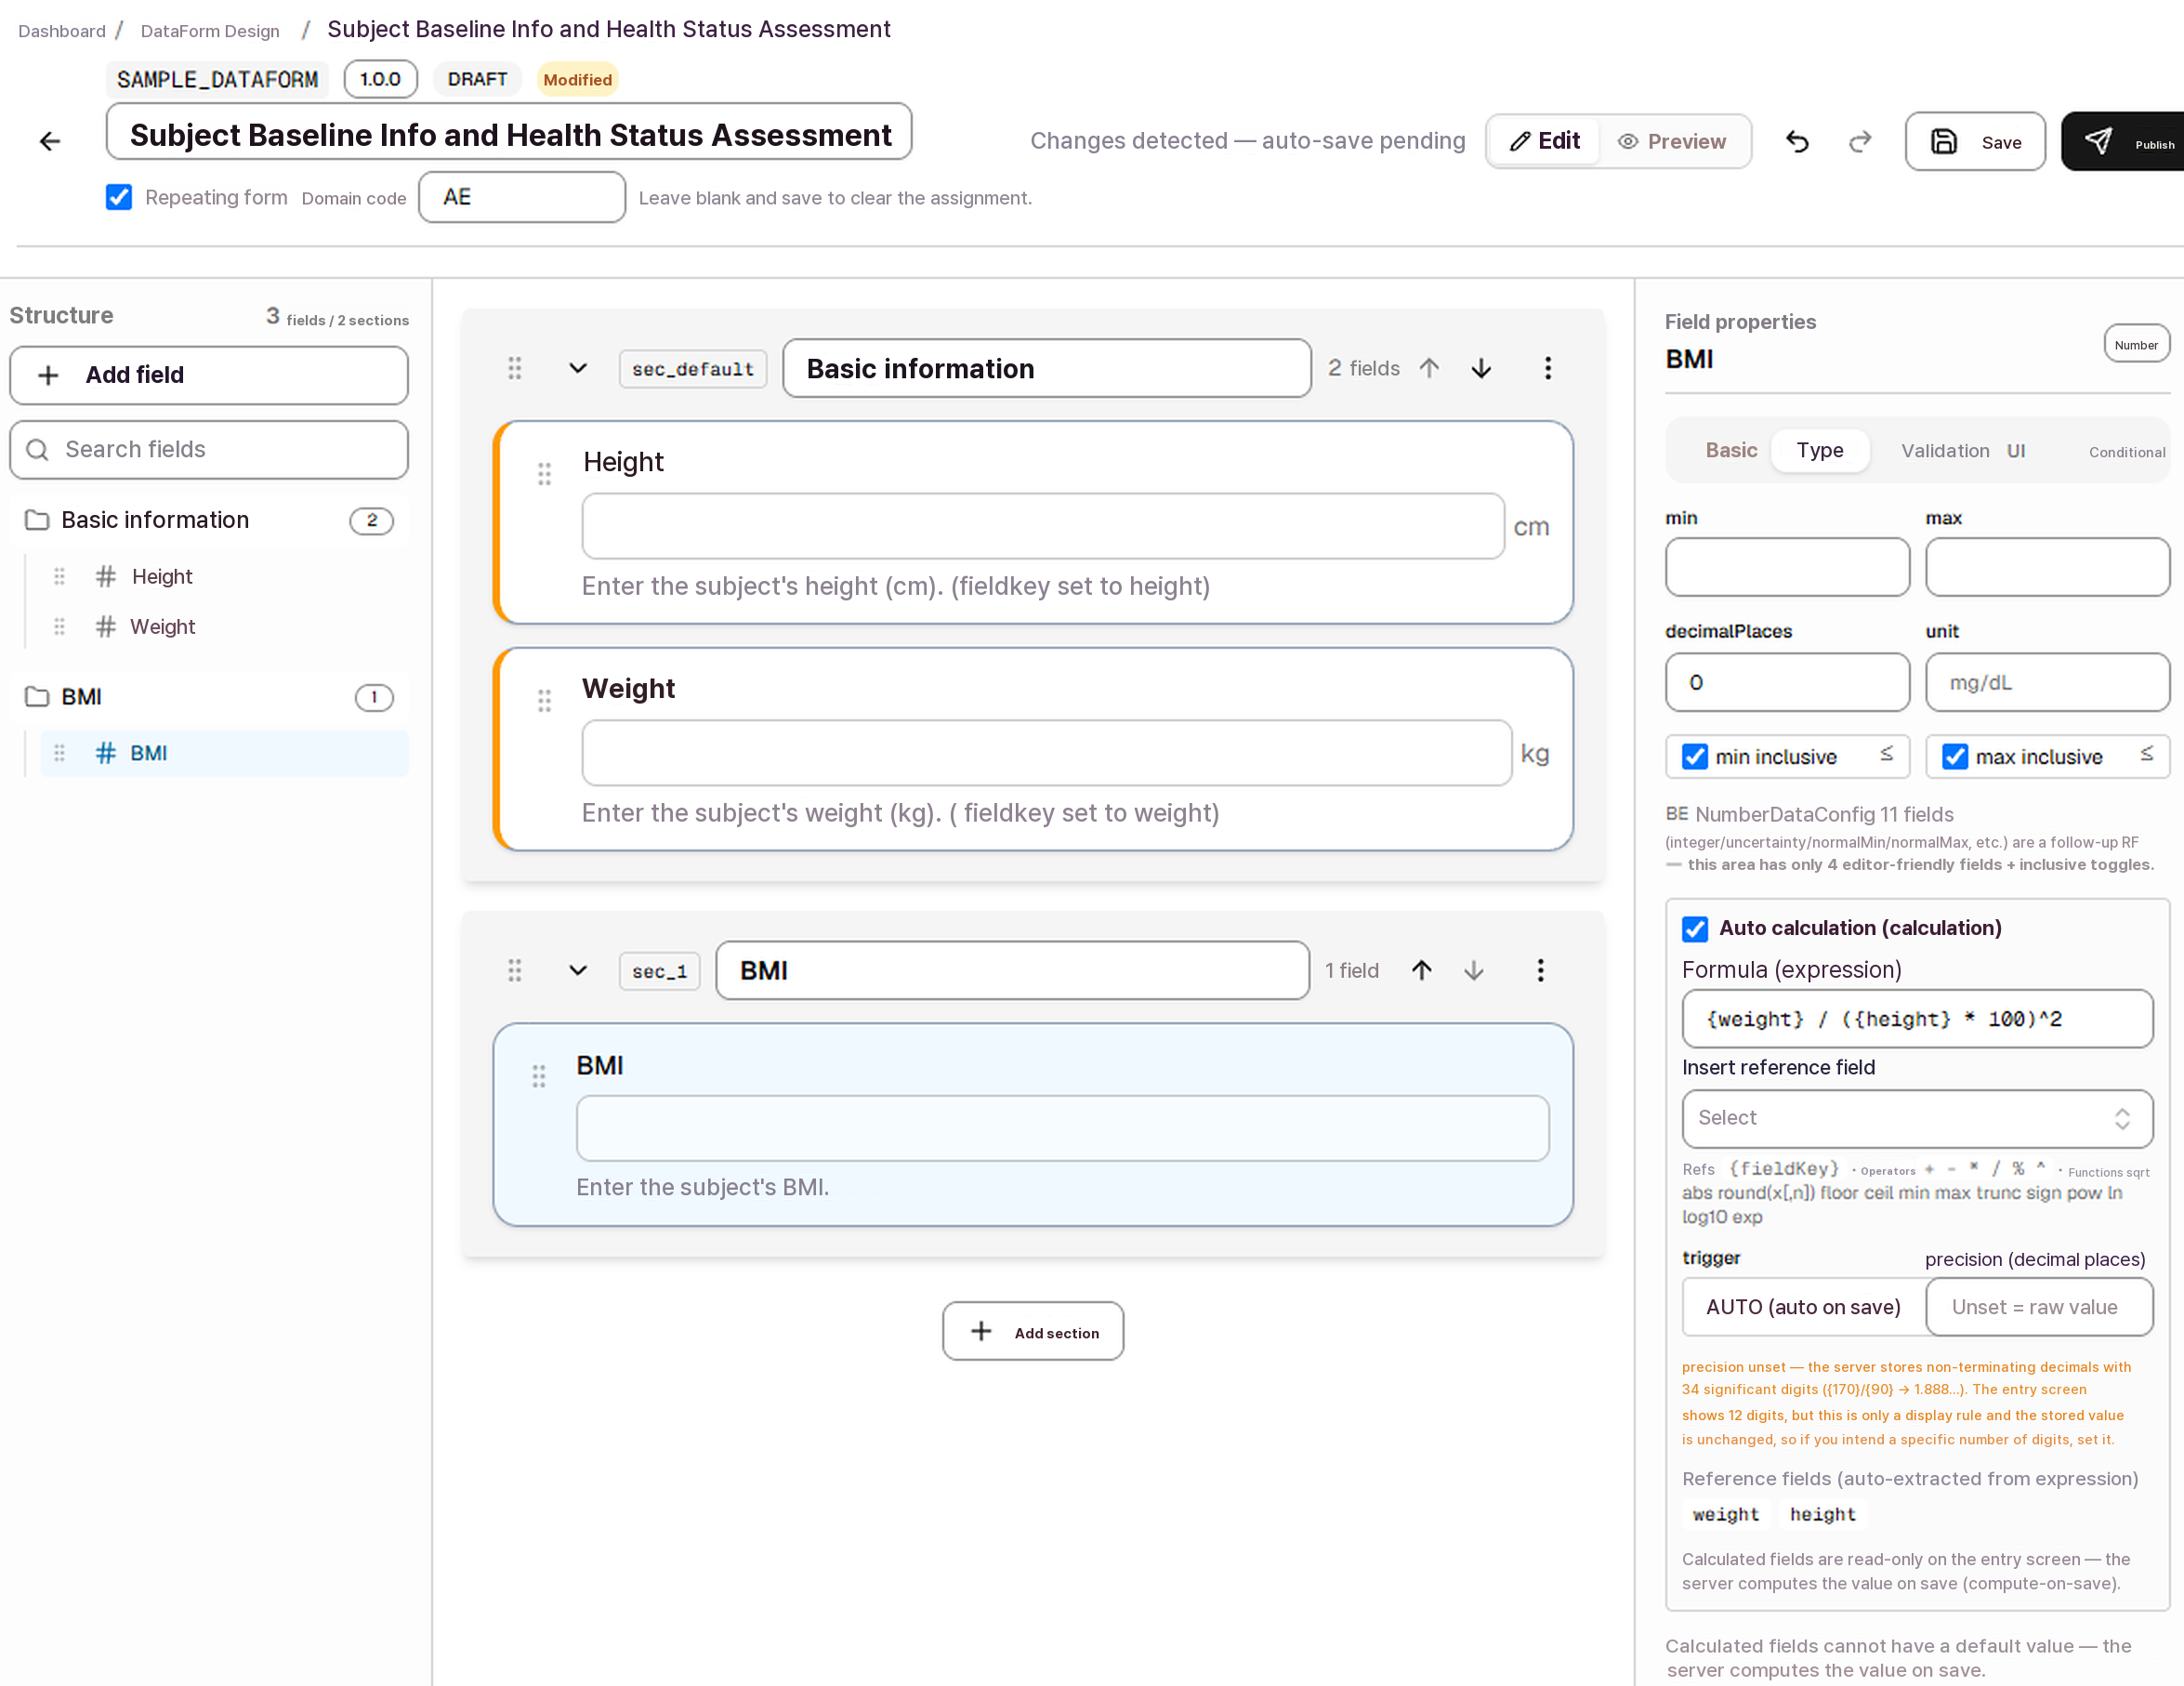 Dashboard / DataForm Design / Subject Baseline Info and Health Status Assessment
SAMPLE_DATAFORM 1.0.0 DRAFT Modified
Subject Baseline Info and Health Status Assessment
Changes detected — auto-save pending Edit Preview Save Publish
Repeating form Domain code AE Leave blank and save to clear the assignment.
Structure 3 fields / 2 sections
+ Add field
Search fields
Basic information 2
# Height
# Weight
BMI 1
# BMI
sec_default Basic information 2 fields
Height
cm
Enter the subject's height (cm). (fieldkey set to height)
Weight
kg
Enter the subject's weight (kg). ( fieldkey set to weight)
sec_1 BMI 1 field
BMI
Enter the subject's BMI.
+ Add section
Field properties
BMI Number
Basic Type Validation UI Conditional
min max
decimalPlaces unit
0 mg/dL
min inclusive ≤ max inclusive ≤
BE NumberDataConfig 11 fields
(integer/uncertainty/normalMin/normalMax, etc.) are a follow-up RF
— this area has only 4 editor-friendly fields + inclusive toggles.
Auto calculation (calculation)
Formula (expression)
{weight} / ({height} * 100)^2
Insert reference field
Select
Refs {fieldKey} · Operators + - * / % ^ · Functions sqrt
abs round(x[,n]) floor ceil min max trunc sign pow ln
log10 exp
trigger precision (decimal places)
AUTO (auto on save) Unset = raw value
precision unset — the server stores non-terminating decimals with
34 significant digits ({170}/{90} → 1.888...). The entry screen
shows 12 digits, but this is only a display rule and the stored value
is unchanged, so if you intend a specific number of digits, set it.
Reference fields (auto-extracted from expression)
weight height
Calculated fields are read-only on the entry screen — the
server computes the value on save (compute-on-save).
Calculated fields cannot have a default value — the
server computes the value on save.